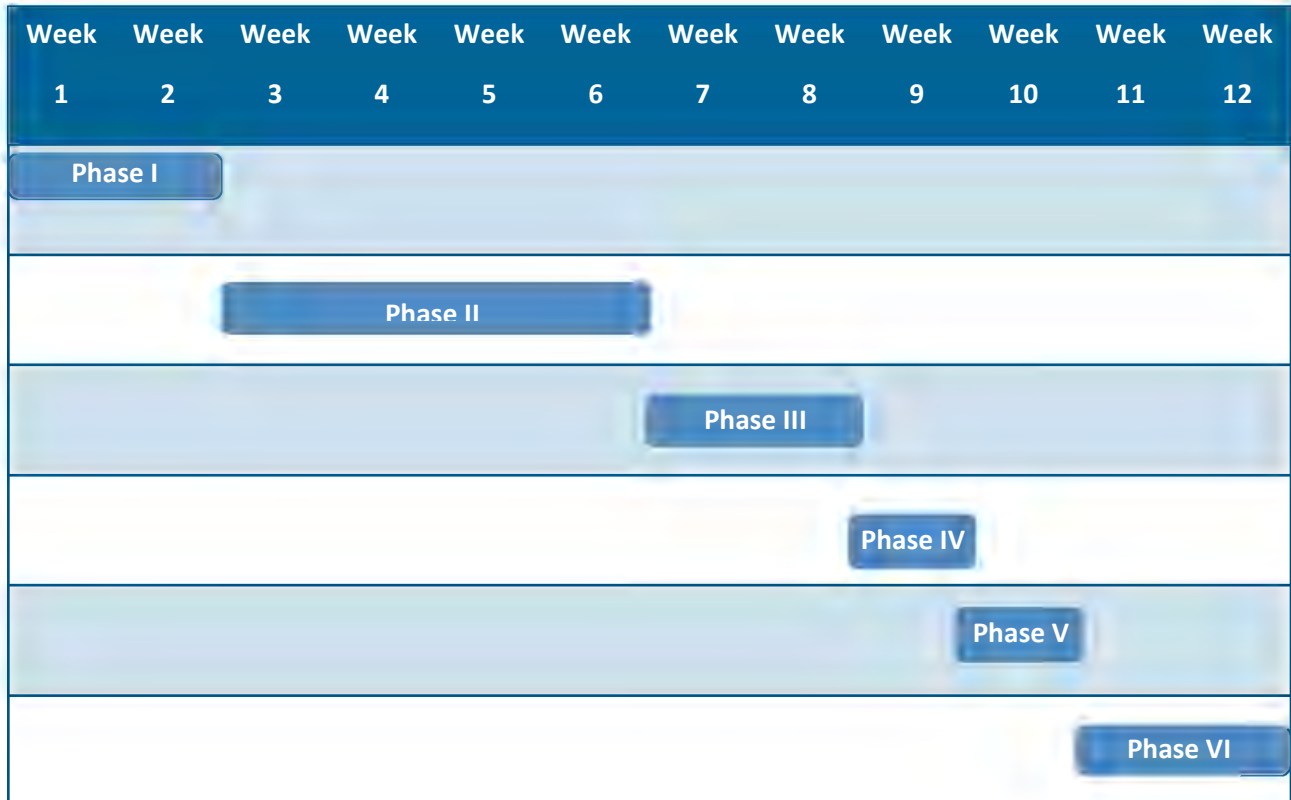 Week Week Week Week Week Week Week Week Week Week Week Week
1 2 3 4 5 6 7 8 9 10 11 12
Phase I
Phase II
Phase III
Phase IV
Phase V
Phase VI